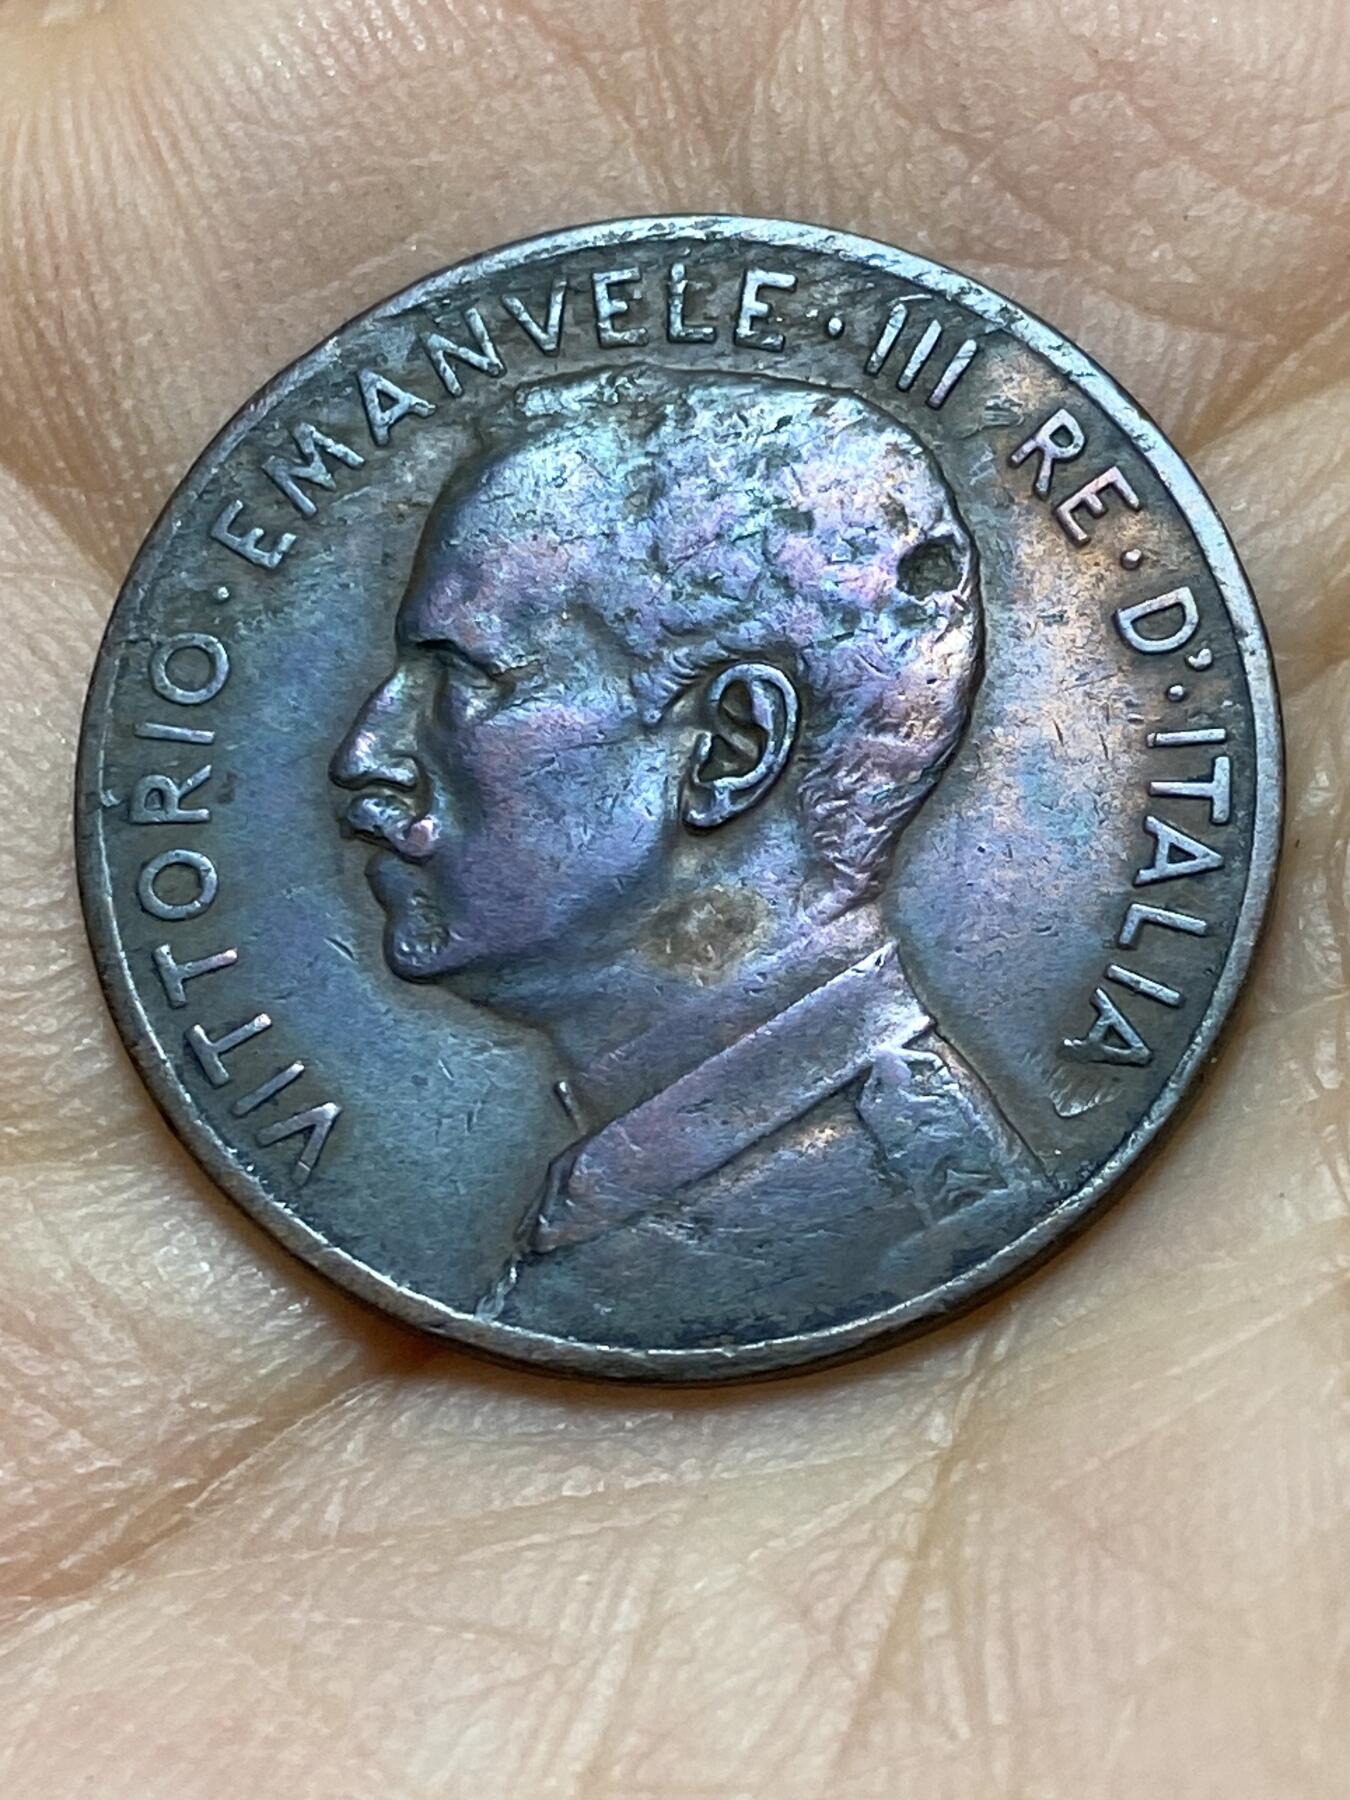 VITTORIO · EMANVELE · III RE · D'· ITALIA